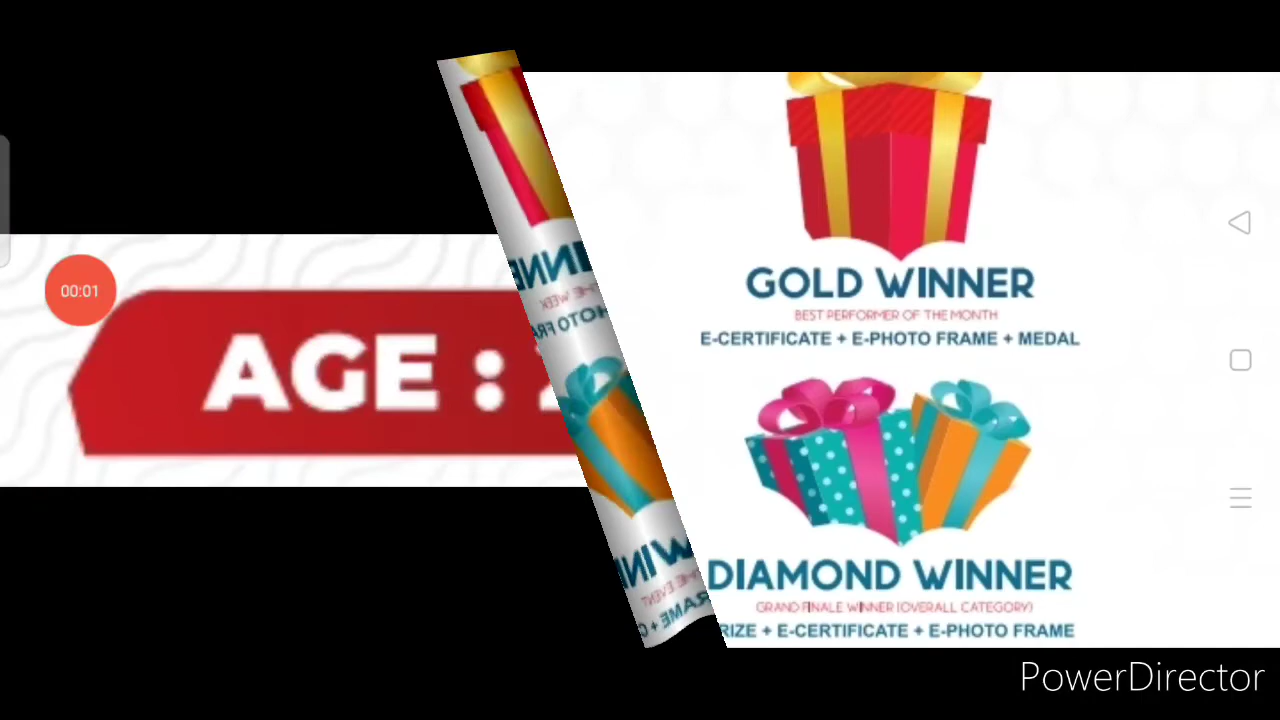 00:01
AGE :
GOLD WINNER
BEST PERFORMER OF THE MONTH
E-CERTIFICATE + E-PHOTO FRAME + MEDAL
DIAMOND WINNER
GRAND FINALE WINNER (OVERALL CATEGORY)
+ E-CERTIFICATE + E-PHOTO FRAME
PowerDirector